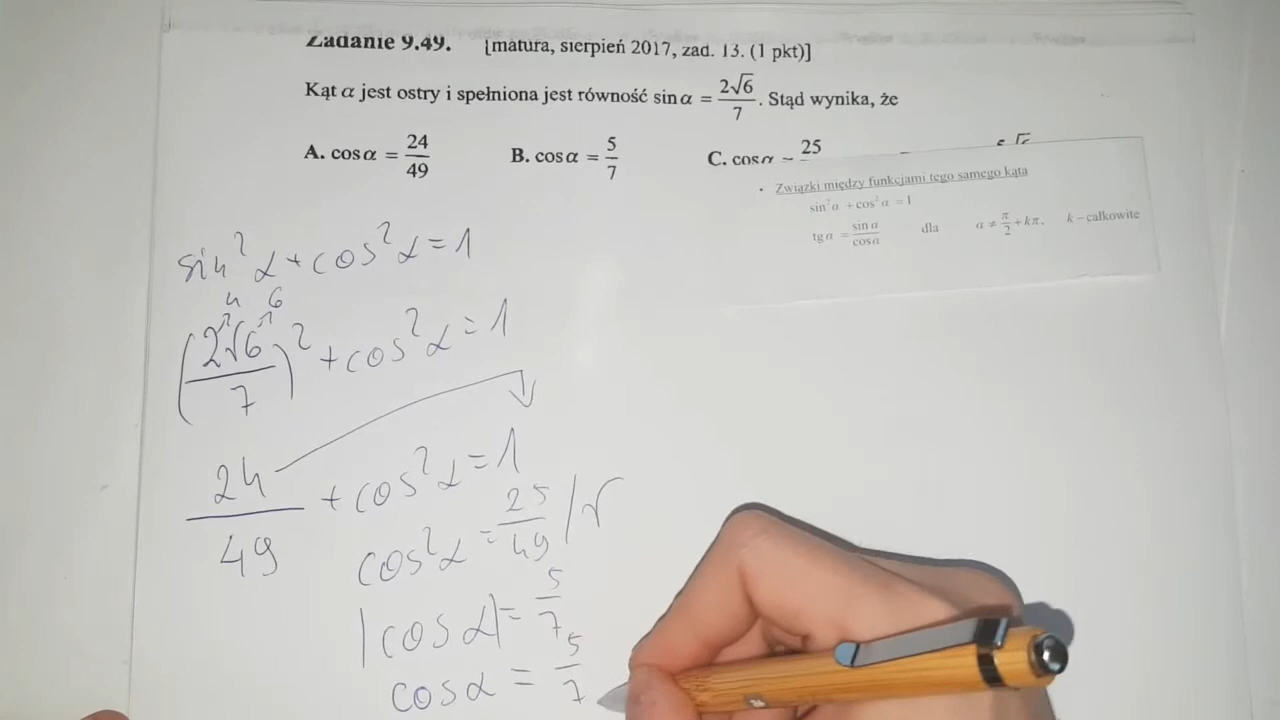 Zadanie 9.49. [matura, sierpień 2017, zad. 13. (1 pkt)]
Kąt α jest ostry i spełniona jest równość sin α = 2√6/7. Stąd wynika, że
A. cos α = 24/49 B. cos α = 5/7 C. cos α = 25
• Związki między funkcjami tego samego kąta
sin²α + cos²α = 1
tg α = sin α/cos α dla α ≠ π/2 + kπ, k – całkowite
sin²α + cos²α = 1
4 6
(2√6/7)² + cos²α = 1
24/49 + cos²α = 1
cos²α = 25/49 /√
|cos α| = 5/7
cos α = 5/7